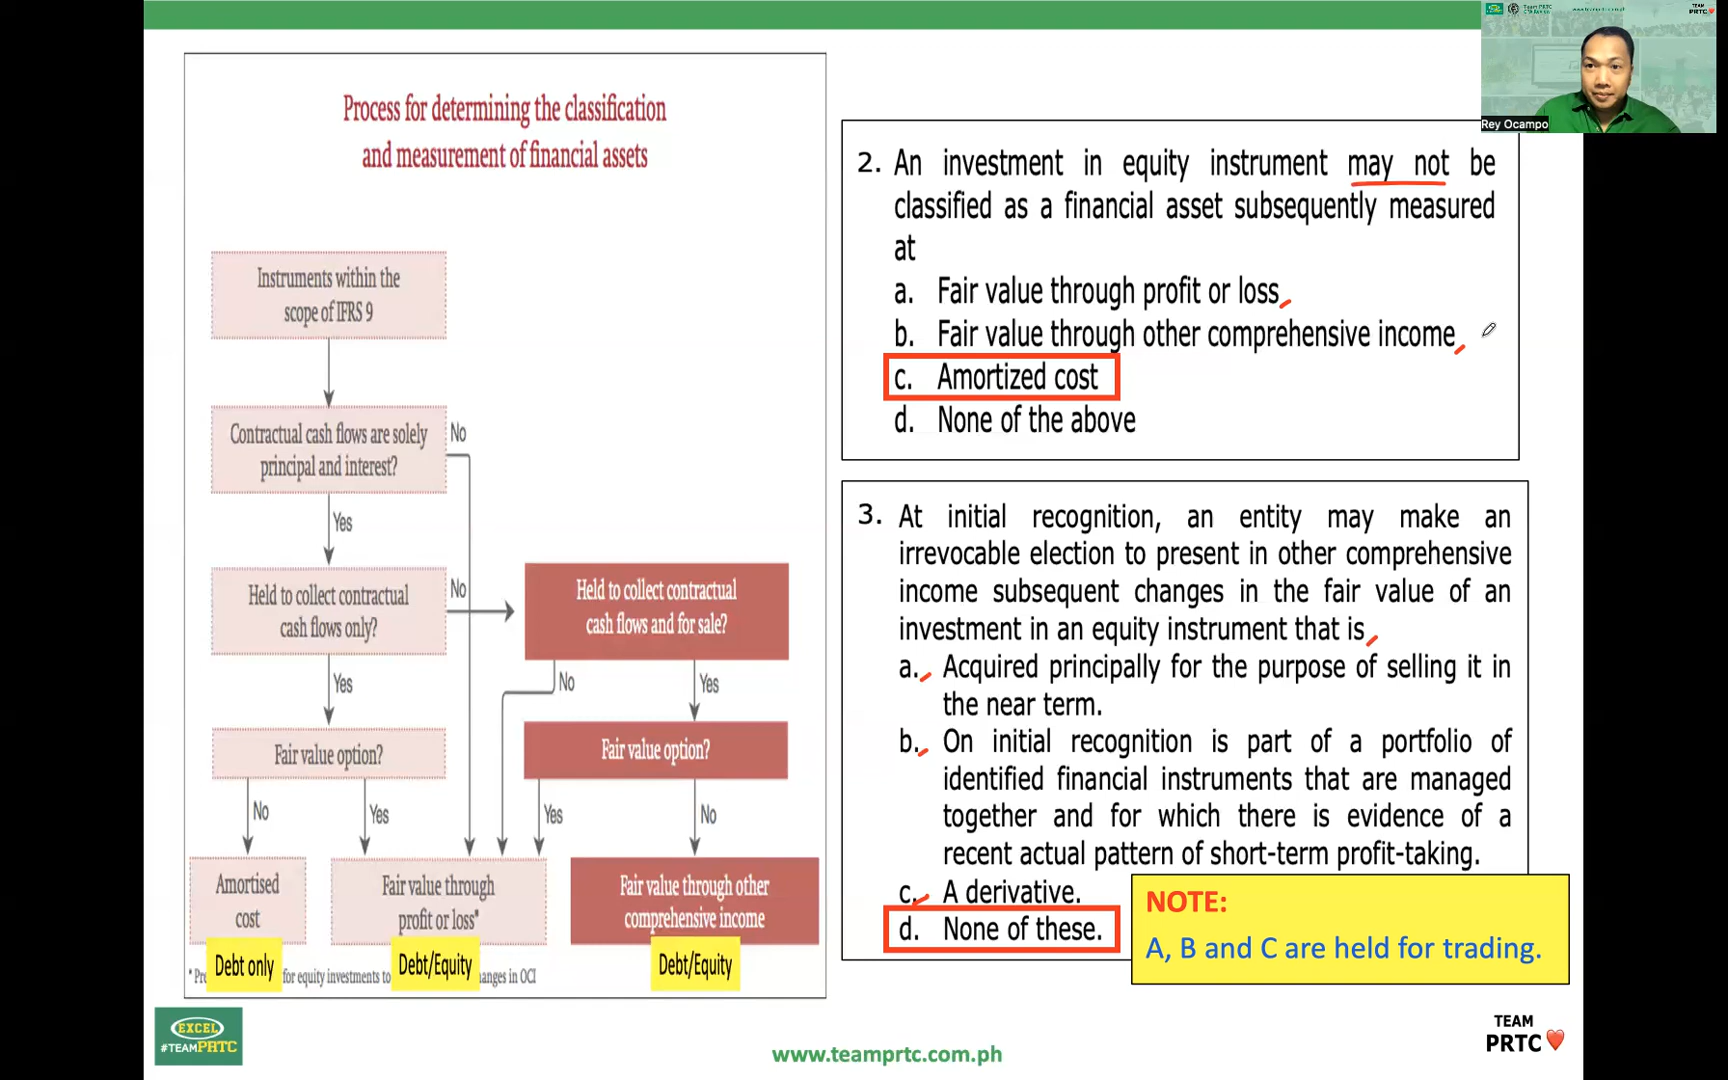 Process for determining the classification
and measurement of financial assets
Instruments within the
scope of IFRS 9
Contractual cash flows are solely
principal and interest?
No
Yes
Held to collect contractual
cash flows only?
No
Held to collect contractual
cash flows and for sale?
Yes
No
Yes
Fair value option?
Fair value option?
No
Yes
Yes
No
Amortised
cost
Fair value through
profit or loss*
Fair value through other
comprehensive income
Debt only
Debt/Equity
Debt/Equity
for equity investments to
in OCI
2. An investment in equity instrument may not be
classified as a financial asset subsequently measured
at
a. Fair value through profit or loss
b. Fair value through other comprehensive income
c. Amortized cost
d. None of the above
3. At initial recognition, an entity may make an
irrevocable election to present in other comprehensive
income subsequent changes in the fair value of an
investment in an equity instrument that is
a. Acquired principally for the purpose of selling it in
the near term.
b. On initial recognition is part of a portfolio of
identified financial instruments that are managed
together and for which there is evidence of a
recent actual pattern of short-term profit-taking.
c. A derivative.
d. None of these.
NOTE:
A, B and C are held for trading.
EXCEL
#TEAMPRTC
www.teamprtc.com.ph
TEAM
PRTC
Rey Ocampo
Team PRTC
TEAM
PRTC